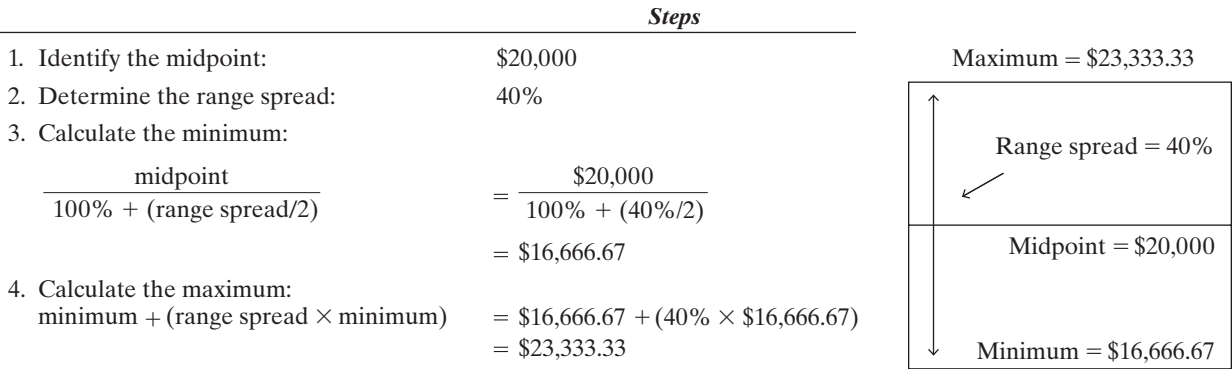 Steps
1. Identify the midpoint: $20,000
2. Determine the range spread: 40%
3. Calculate the minimum:
midpoint
100% + (range spread/2)
= $20,000
100% + (40%/2)
= $16,666.67
4. Calculate the maximum:
minimum + (range spread × minimum) = $16,666.67 + (40% × $16,666.67)
= $23,333.33
Maximum = $23,333.33
Range spread = 40%
Midpoint = $20,000
Minimum = $16,666.67